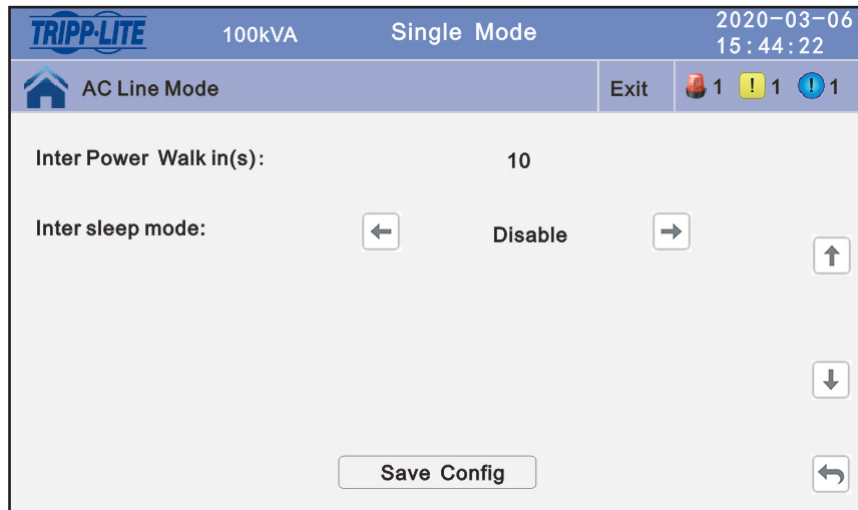 TRIPP·LITE 100kVA Single Mode 2020-03-06
15:44:22
AC Line Mode Exit 1 ! 1 ! 1
Inter Power Walk in(s): 10
Inter sleep mode: Disable
Save Config